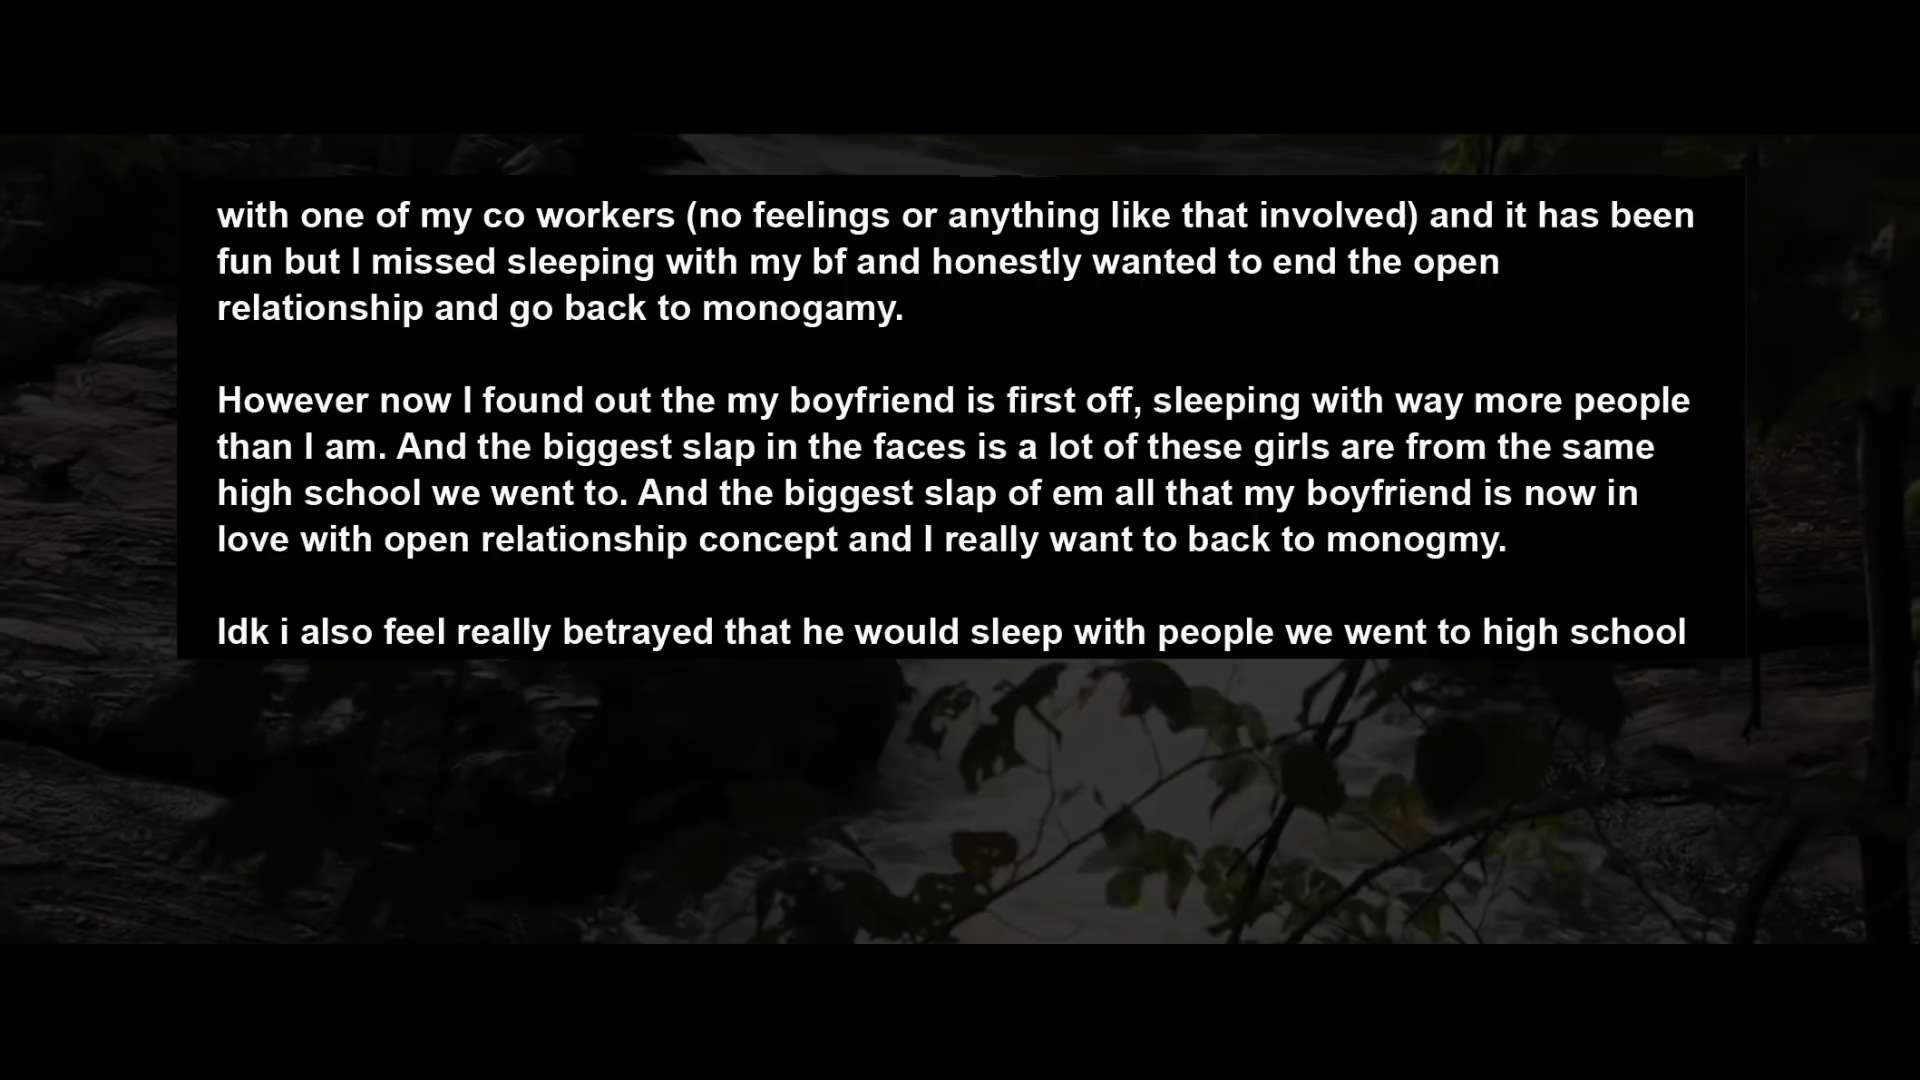 with one of my co workers (no feelings or anything like that involved) and it has been
fun but I missed sleeping with my bf and honestly wanted to end the open
relationship and go back to monogamy.
However now I found out the my boyfriend is first off, sleeping with way more people
than I am. And the biggest slap in the faces is a lot of these girls are from the same
high school we went to. And the biggest slap of em all that my boyfriend is now in
love with open relationship concept and I really want to back to monogmy.
Idk i also feel really betrayed that he would sleep with people we went to high school